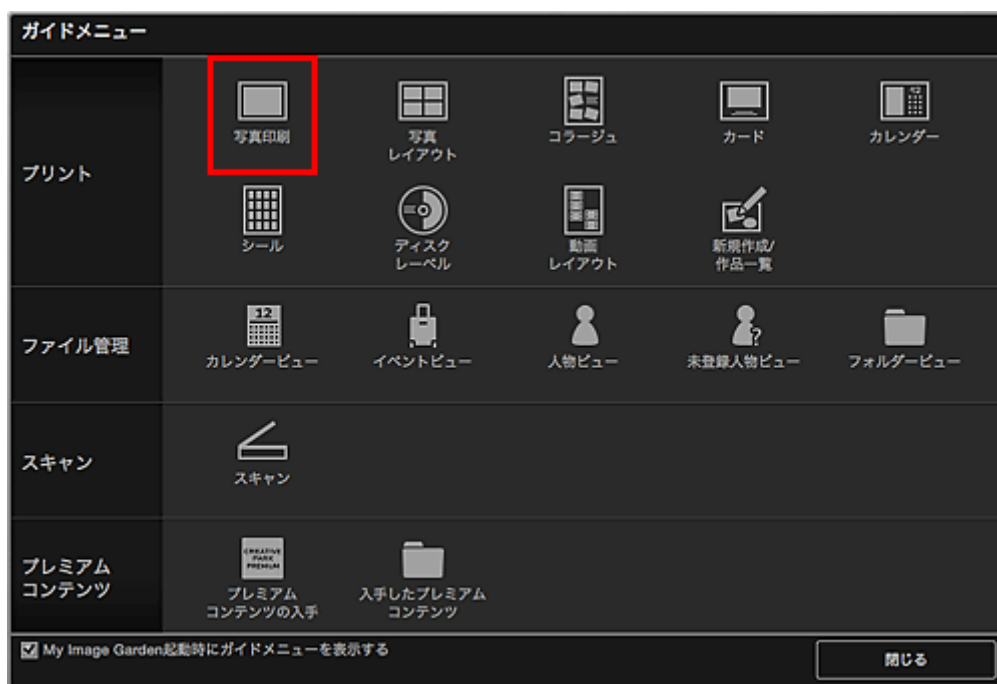 ガイドメニュー
プリント
写真印刷
写真
レイアウト
コラージュ
カード
カレンダー
12
シール
ディスク
レーベル
動画
レイアウト
新規作成/
作品一覧
ファイル管理
12
カレンダービュー
イベントビュー
人物ビュー
?
未登録人物ビュー
フォルダービュー
スキャン
スキャン
プレミアム
コンテンツ
CREATIVE
PARK
PREMIUM
プレミアム
コンテンツの入手
入手したプレミアム
コンテンツ
My Image Garden起動時にガイドメニューを表示する
閉じる